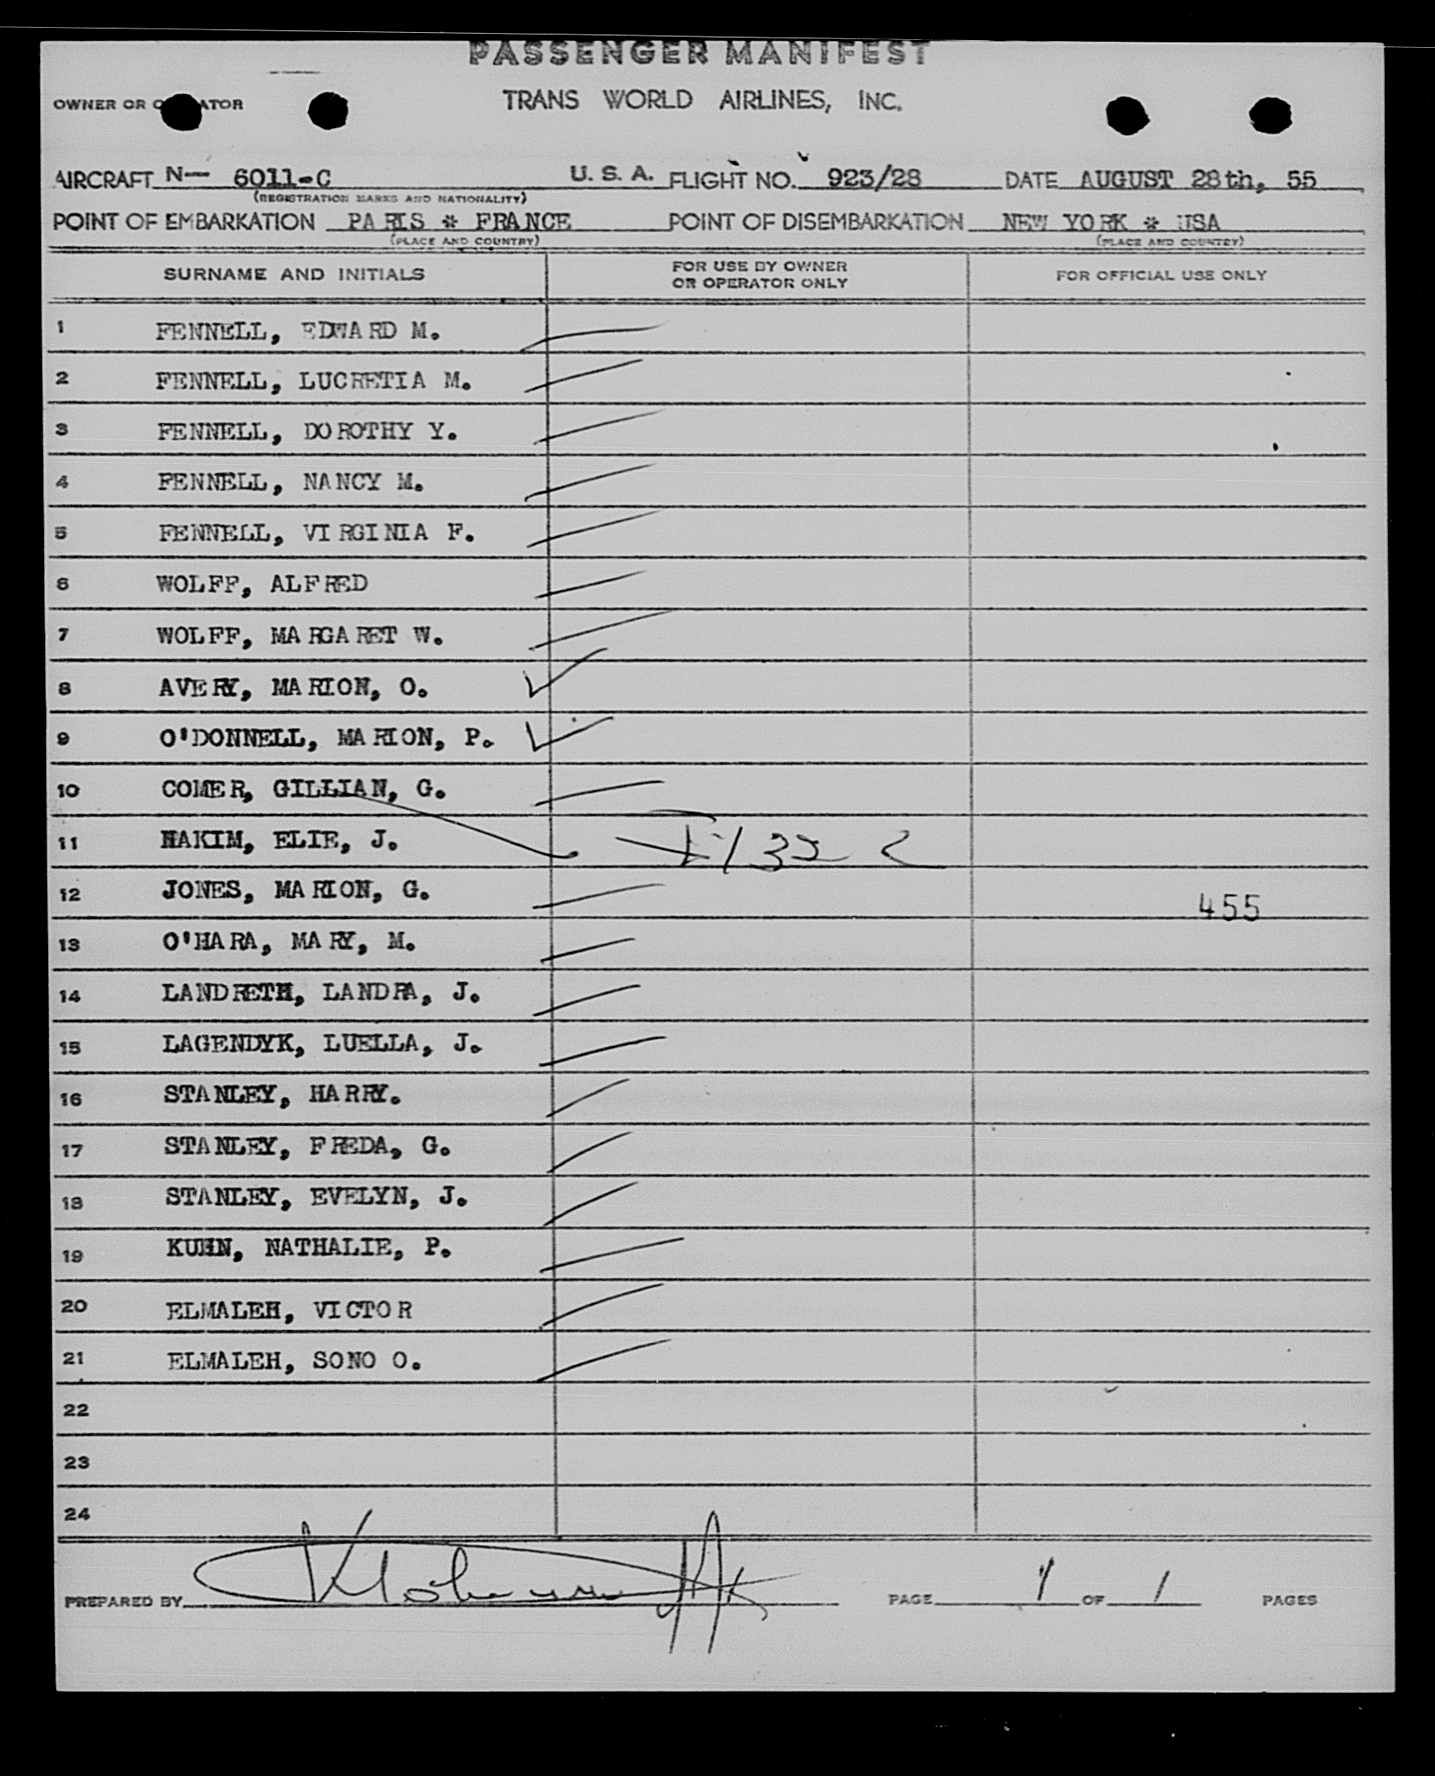 PASSENGER MANIFEST
OWNER OR OPERATOR TRANS WORLD AIRLINES, INC.
AIRCRAFT N— 6011-C U. S. A. FLIGHT NO. 923/28 DATE AUGUST 28th, 55
(REGISTRATION MARKS AND NATIONALITY)
POINT OF EMBARKATION PARIS * FRANCE POINT OF DISEMBARKATION NEW YORK * USA
(PLACE AND COUNTRY) (PLACE AND COUNTRY)
SURNAME AND INITIALS FOR USE BY OWNER OR OPERATOR ONLY FOR OFFICIAL USE ONLY
1 FENNELL, EDWARD M.
2 FENNELL, LUCRETIA M.
3 FENNELL, DOROTHY Y.
4 FENNELL, NANCY M.
5 FENNELL, VIRGINIA F.
6 WOLFF, ALFRED
7 WOLFF, MARGARET W.
8 AVERY, MARION, O.
9 O'DONNELL, MARION, P.
10 COMER, GILLIAN, G.
11 HAKIM, ELIE, J.
12 JONES, MARION, G. 455
13 O'HARA, MARY, M.
14 LANDRETH, LANDRA, J.
15 LAGENDYK, LUELLA, J.
16 STANLEY, HARRY.
17 STANLEY, FREDA, G.
18 STANLEY, EVELYN, J.
19 KUHN, NATHALIE, P.
20 ELMALEH, VICTOR
21 ELMALEH, SONO O.
22
23
24
PREPARED BY PAGE 1 OF 1 PAGES